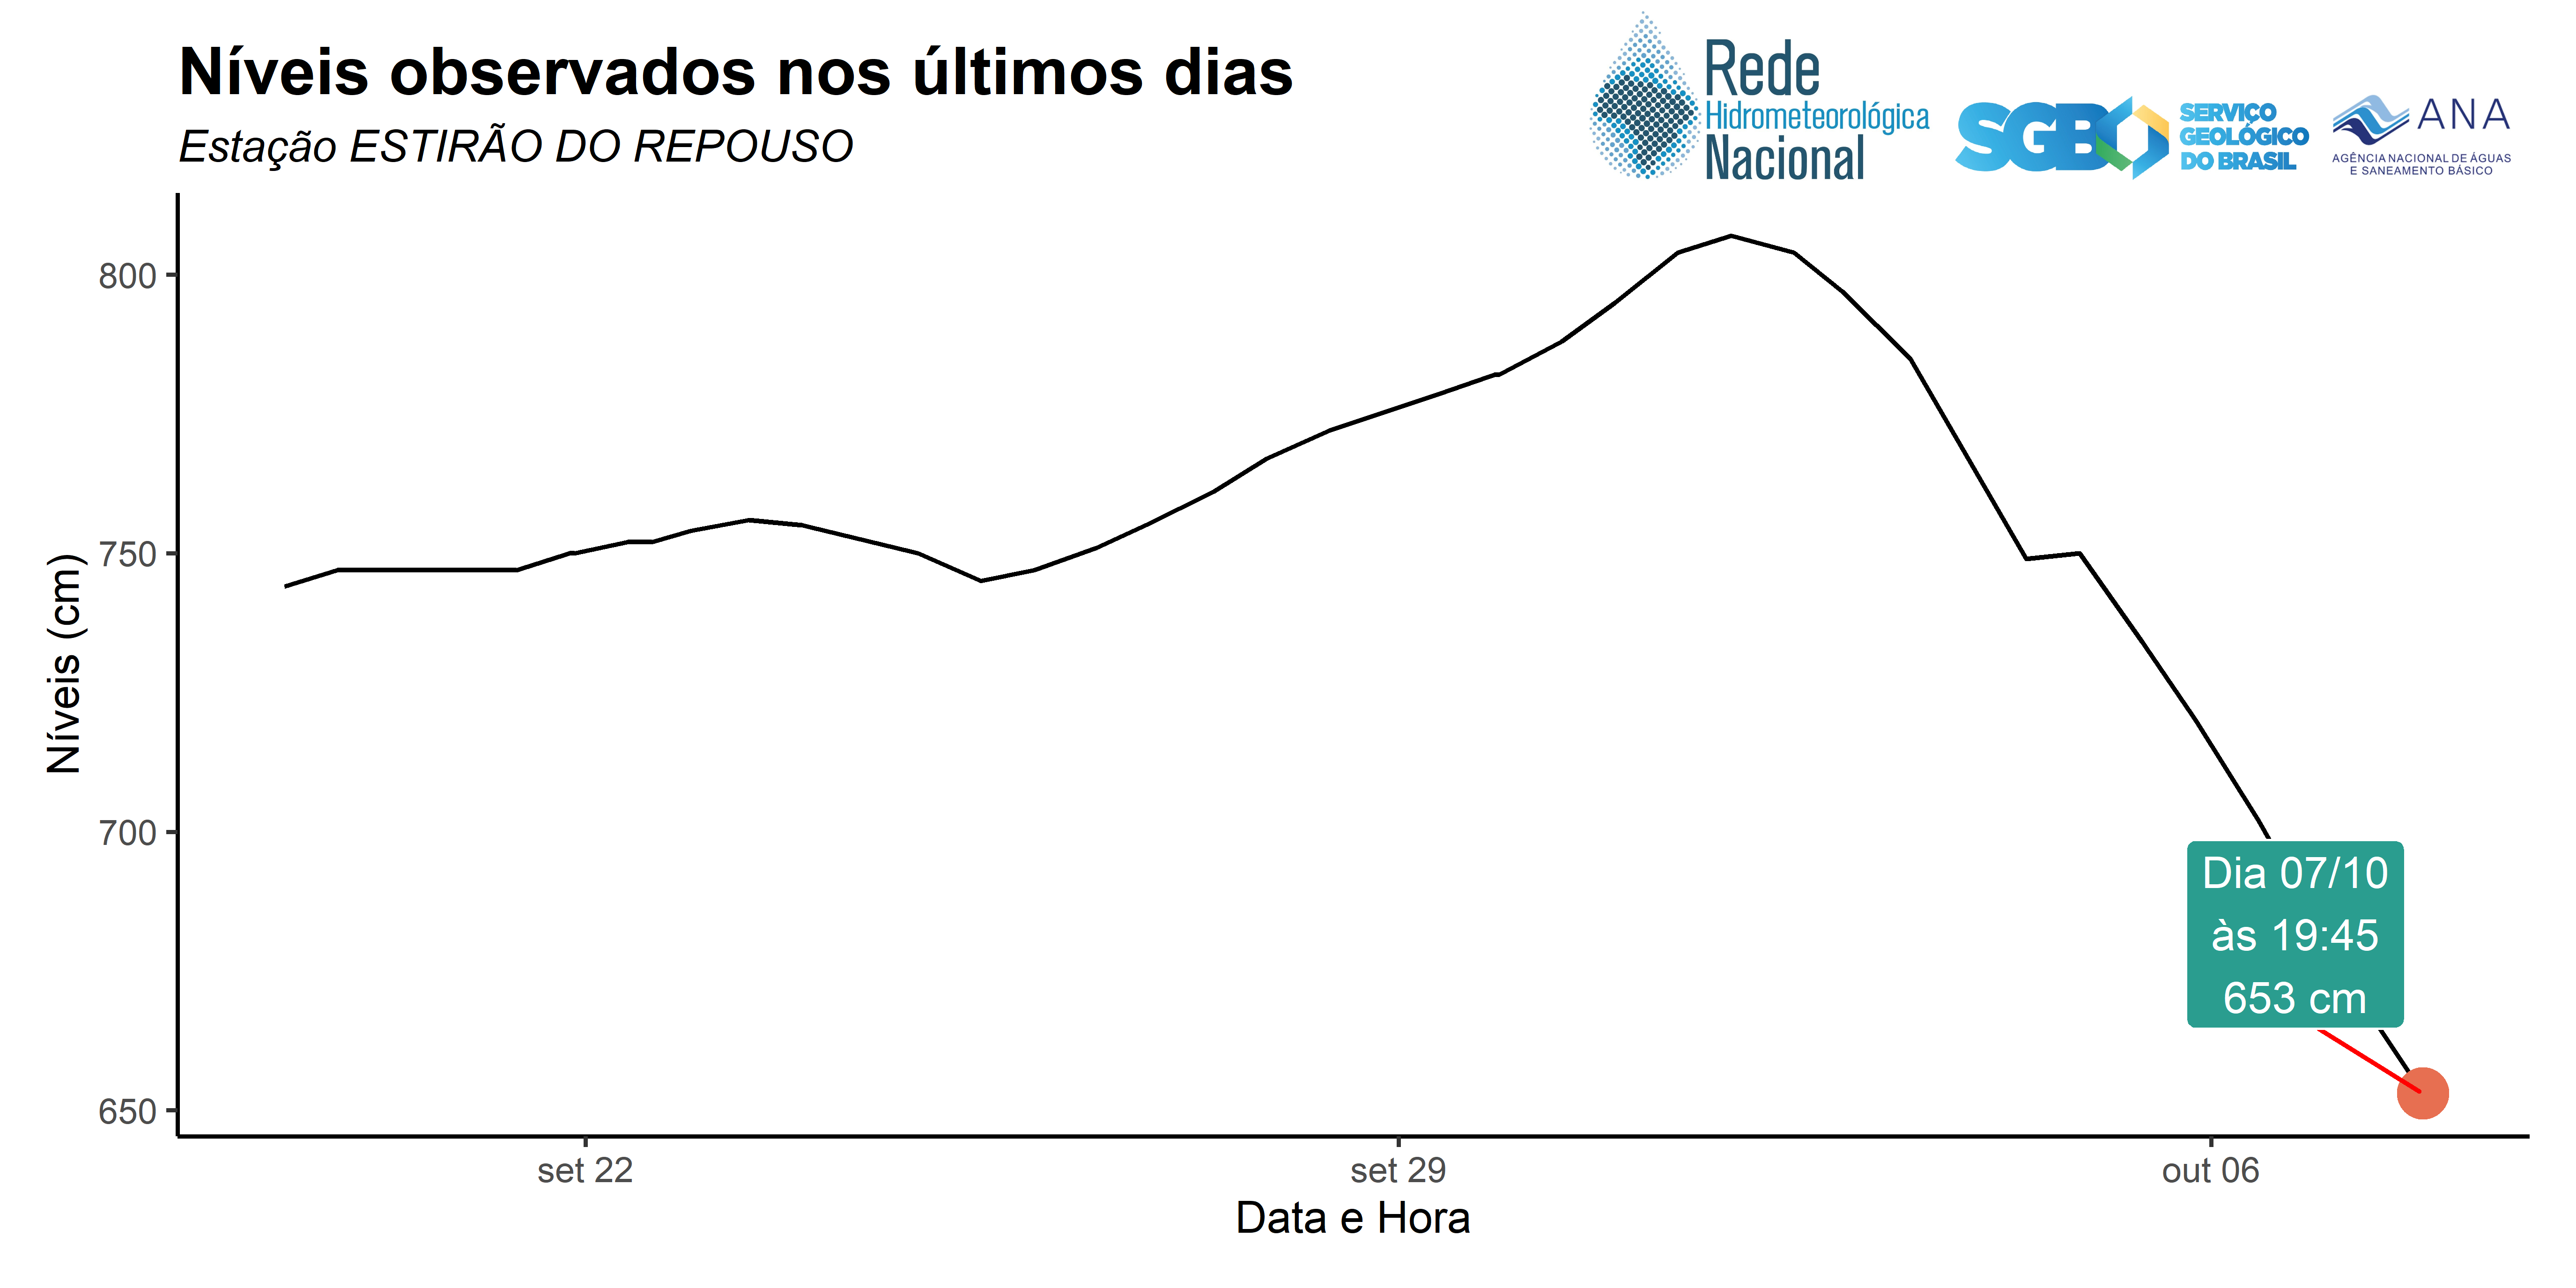 Níveis observados nos últimos dias
Estação ESTIRÃO DO REPOUSO
Rede
Hidrometeorológica
Nacional
SGB
SERVIÇO
GEOLÓGICO
DO BRASIL
ANA
AGÊNCIA NACIONAL DE ÁGUAS
E SANEAMENTO BÁSICO
Níveis (cm)
800
750
700
650
Dia 07/10
às 19:45
653 cm
set 22
set 29
out 06
Data e Hora